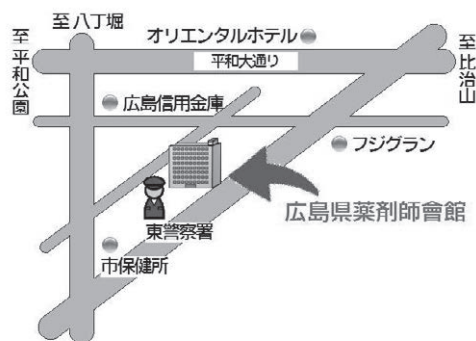 至八丁堀
オリエンタルホテル
至平和公園
平和大通り
至比治山
広島信用金庫
フジグラン
広島県薬剤師會館
東警察署
市保健所